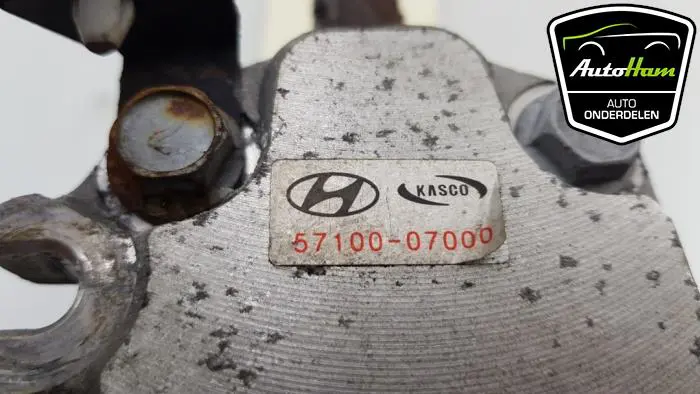 AutoHam
AUTO
ONDERDELEN
KASCO
57100-07000